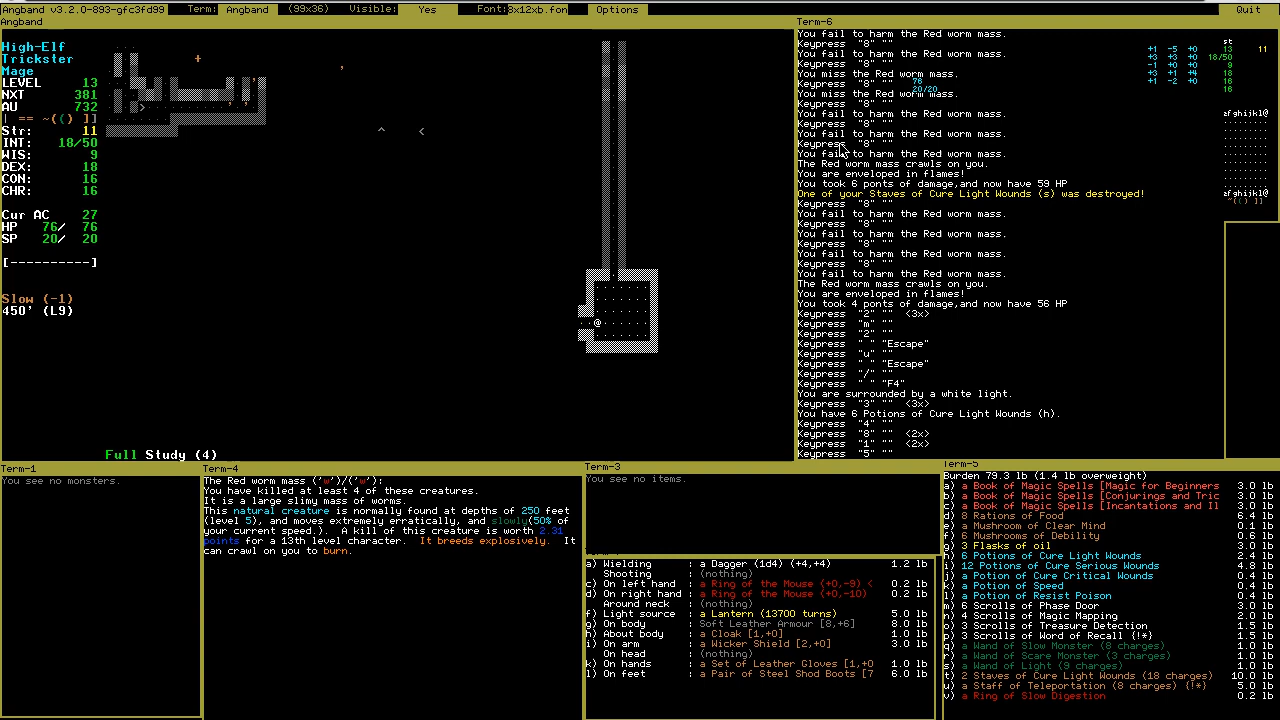 Angband v3.2.0-893-gfc3fd99 Term: Angband (99x36) Visible: Yes Font: 8x12xb.fon Options Quit
Angband
High-Elf
Trickster
Mage
LEVEL 13
NXT 381
AU 732
| == ~(() ]]
Str: 11
INT: 18/50
WIS: 9
DEX: 18
CON: 16
CHR: 16
Cur AC 27
HP 76/ 76
SP 20/ 20
[----------]
Slow (-1)
450' (L9)
Full Study (4)
Term-6
You fail to harm the Red worm mass.
Keypress "8" ""
You fail to harm the Red worm mass.
Keypress "8" ""
You miss the Red worm mass.
Keypress "8" ""
You miss the Red worm mass.
Keypress "8" ""
You fail to harm the Red worm mass.
Keypress "8" ""
You fail to harm the Red worm mass.
Keypress "8" ""
You fail to harm the Red worm mass.
The Red worm mass crawls on you.
You are enveloped in flames!
You took 6 ponts of damage,and now have 59 HP
One of your Staves of Cure Light Wounds (s) was destroyed!
Keypress "8" ""
You fail to harm the Red worm mass.
Keypress "8" ""
You fail to harm the Red worm mass.
Keypress "8" ""
You fail to harm the Red worm mass.
Keypress "8" ""
You fail to harm the Red worm mass.
The Red worm mass crawls on you.
You are enveloped in flames!
You took 4 ponts of damage,and now have 56 HP
Keypress "2" "" <3x>
Keypress "m" ""
Keypress "2" ""
Keypress " " "Escape"
Keypress "u" ""
Keypress " " "Escape"
Keypress "/" ""
Keypress " " "F4"
You are surrounded by a white light.
Keypress "3" "" <3x>
You have 6 Potions of Cure Light Wounds (h).
Keypress "4" ""
Keypress "0" "" <2x>
Keypress "1" "" <2x>
Keypress "5" ""
76
20/20
st
+1 -5 +0 13 11
+3 +3 +0 18/50
-1 +0 +0 9
+3 +1 +4 18
+1 -2 +0 16
16
Term-1
You see no monsters.
Term-4
The Red worm mass ('w')/('w'):
You have killed at least 4 of these creatures.
It is a large slimy mass of worms.
This natural creature is normally found at depths of 250 feet
(level 5), and moves extremely erratically, and slowly(50% of
your current speed.). A kill of this creature is worth 2.31
points for a 13th level character. It breeds explosively. It
can crawl on you to burn.
Term-3
You see no items.
a) Wielding : a Dagger (1d4) (+4,+4) 1.2 lb
Shooting : (nothing)
c) On left hand : a Ring of the Mouse (+0,-9) < 0.2 lb
d) On right hand : a Ring of the Mouse (+0,-10) 0.2 lb
Around neck : (nothing)
f) Light source : a Lantern (13700 turns) 5.0 lb
g) On body : Soft Leather Armour [8,+6] 8.0 lb
h) About body : a Cloak [1,+0] 1.0 lb
i) On arm : a Wicker Shield [2,+0] 3.0 lb
On head : (nothing)
k) On hands : a Set of Leather Gloves [1,+0 1.0 lb
l) On feet : a Pair of Steel Shod Boots [7 6.0 lb
Term-5
Burden 79.3 lb (1.4 lb overweight)
a) a Book of Magic Spells [Magic for Beginners 3.0 lb
b) a Book of Magic Spells [Conjurings and Tric 3.0 lb
c) a Book of Magic Spells [Incantations and Il 3.0 lb
d) 3 Rations of Food 6.4 lb
e) a Mushroom of Clear Mind 0.1 lb
f) 6 Mushrooms of Debility 0.6 lb
g) 3 Flasks of oil 3.0 lb
h) 6 Potions of Cure Light Wounds 2.4 lb
i) 12 Potions of Cure Serious Wounds 4.8 lb
j) a Potion of Cure Critical Wounds 0.4 lb
k) a Potion of Speed 0.4 lb
l) a Potion of Resist Poison 0.4 lb
m) 6 Scrolls of Phase Door 3.0 lb
n) 4 Scrolls of Magic Mapping 2.0 lb
o) 3 Scrolls of Treasure Detection 1.5 lb
p) 3 Scrolls of Word of Recall {!*} 1.5 lb
q) a Wand of Slow Monster (8 charges) 1.0 lb
r) a Wand of Scare Monster (3 charges) 1.0 lb
s) a Wand of Light (9 charges) 1.0 lb
t) 2 Staves of Cure Light Wounds (18 charges) 10.0 lb
u) a Staff of Teleportation (8 charges) {!*} 5.0 lb
v) a Ring of Slow Digestion 0.2 lb